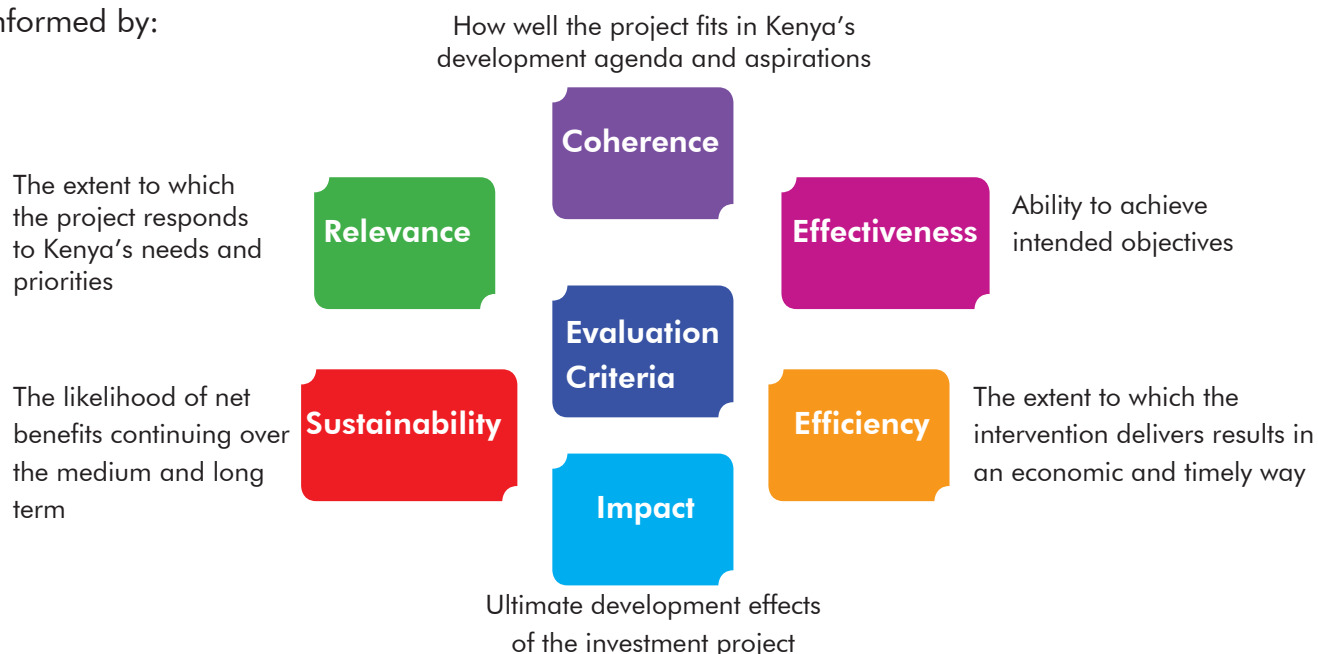 nformed by:
How well the project fits in Kenya's
development agenda and aspirations
Coherence
The extent to which
the project responds
to Kenya's needs and
priorities
Relevance
Effectiveness
Ability to achieve
intended objectives
Evaluation
Criteria
The likelihood of net
benefits continuing over
the medium and long
term
Sustainability
Efficiency
The extent to which the
intervention delivers results in
an economic and timely way
Impact
Ultimate development effects
of the investment project